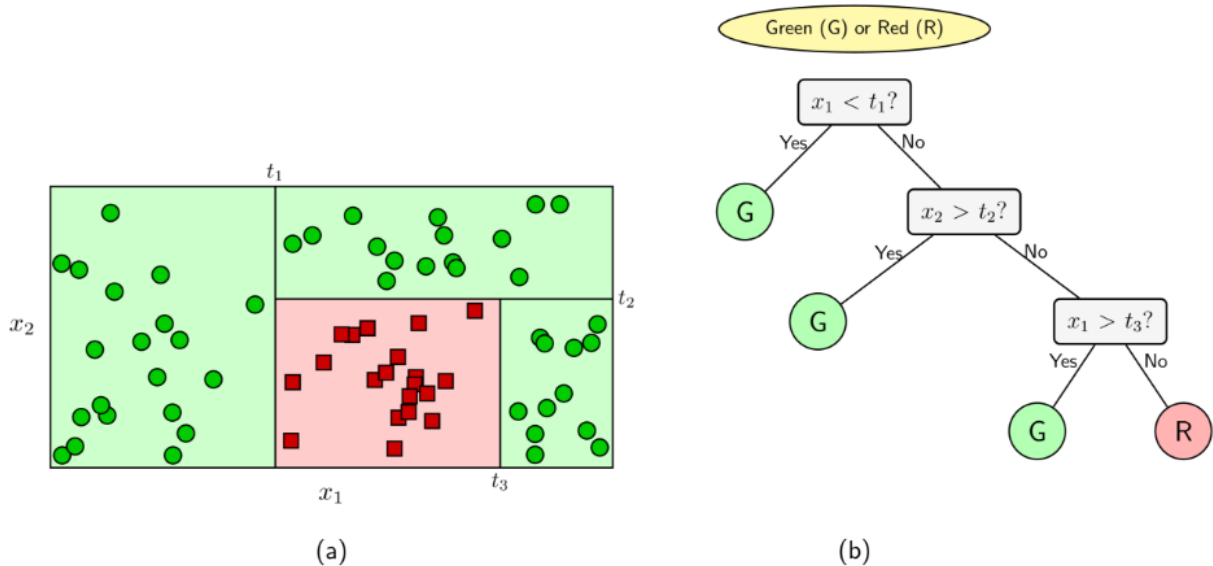 t₁
x₂
t₂
t₃
x₁
(a)
Green (G) or Red (R)
x₁ < t₁?
Yes
No
G
x₂ > t₂?
Yes
No
G
x₁ > t₃?
Yes
No
G
R
(b)